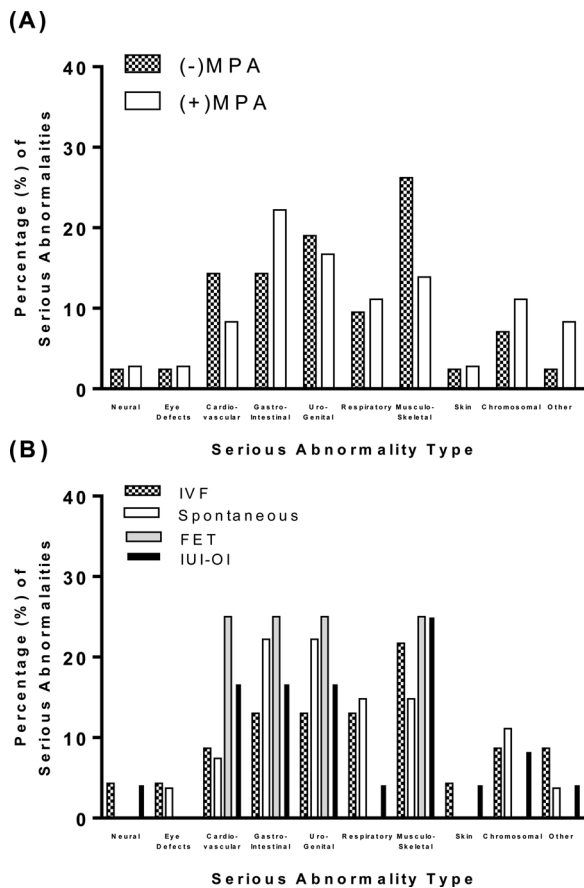 (A)
(-)MPA
(+)MPA
Percentage (%) of
Serious Abnormalaities
40
30
20
10
0
Neural Eye Cardio- Gastro- Uro- Respiratory Musculo- Skin Chromosomal Other
Defects vascular Intestinal Genital Skeletal
Serious Abnormality Type
(B)
IVF
Spontaneous
FET
IUI-OI
Percentage (%) of
Serious Abnormalaities
40
30
20
10
0
Neural Eye Cardio- Gastro- Uro- Respiratory Musculo- Skin Chromosomal Other
Defects vascular Intestinal Genital Skeletal
Serious Abnormality Type